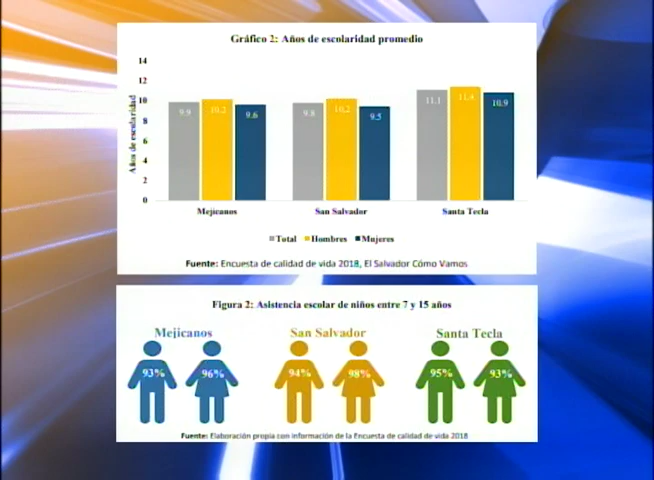 Gráfico 2: Años de escolaridad promedio
14
12
10
8
6
4
2
0
Años de escolaridad
9.9
10.2
9.6
9.8
10.2
9.5
11.1
11.4
10.9
Mejicanos
San Salvador
Santa Tecla
Total Hombres Mujeres
Fuente: Encuesta de calidad de vida 2018, El Salvador Cómo Vamos
Figura 2: Asistencia escolar de niños entre 7 y 15 años
Mejicanos San Salvador Santa Tecla
93% 96% 94% 98% 95% 93%
Fuente: Elaboración propia con información de la Encuesta de calidad de vida 2018